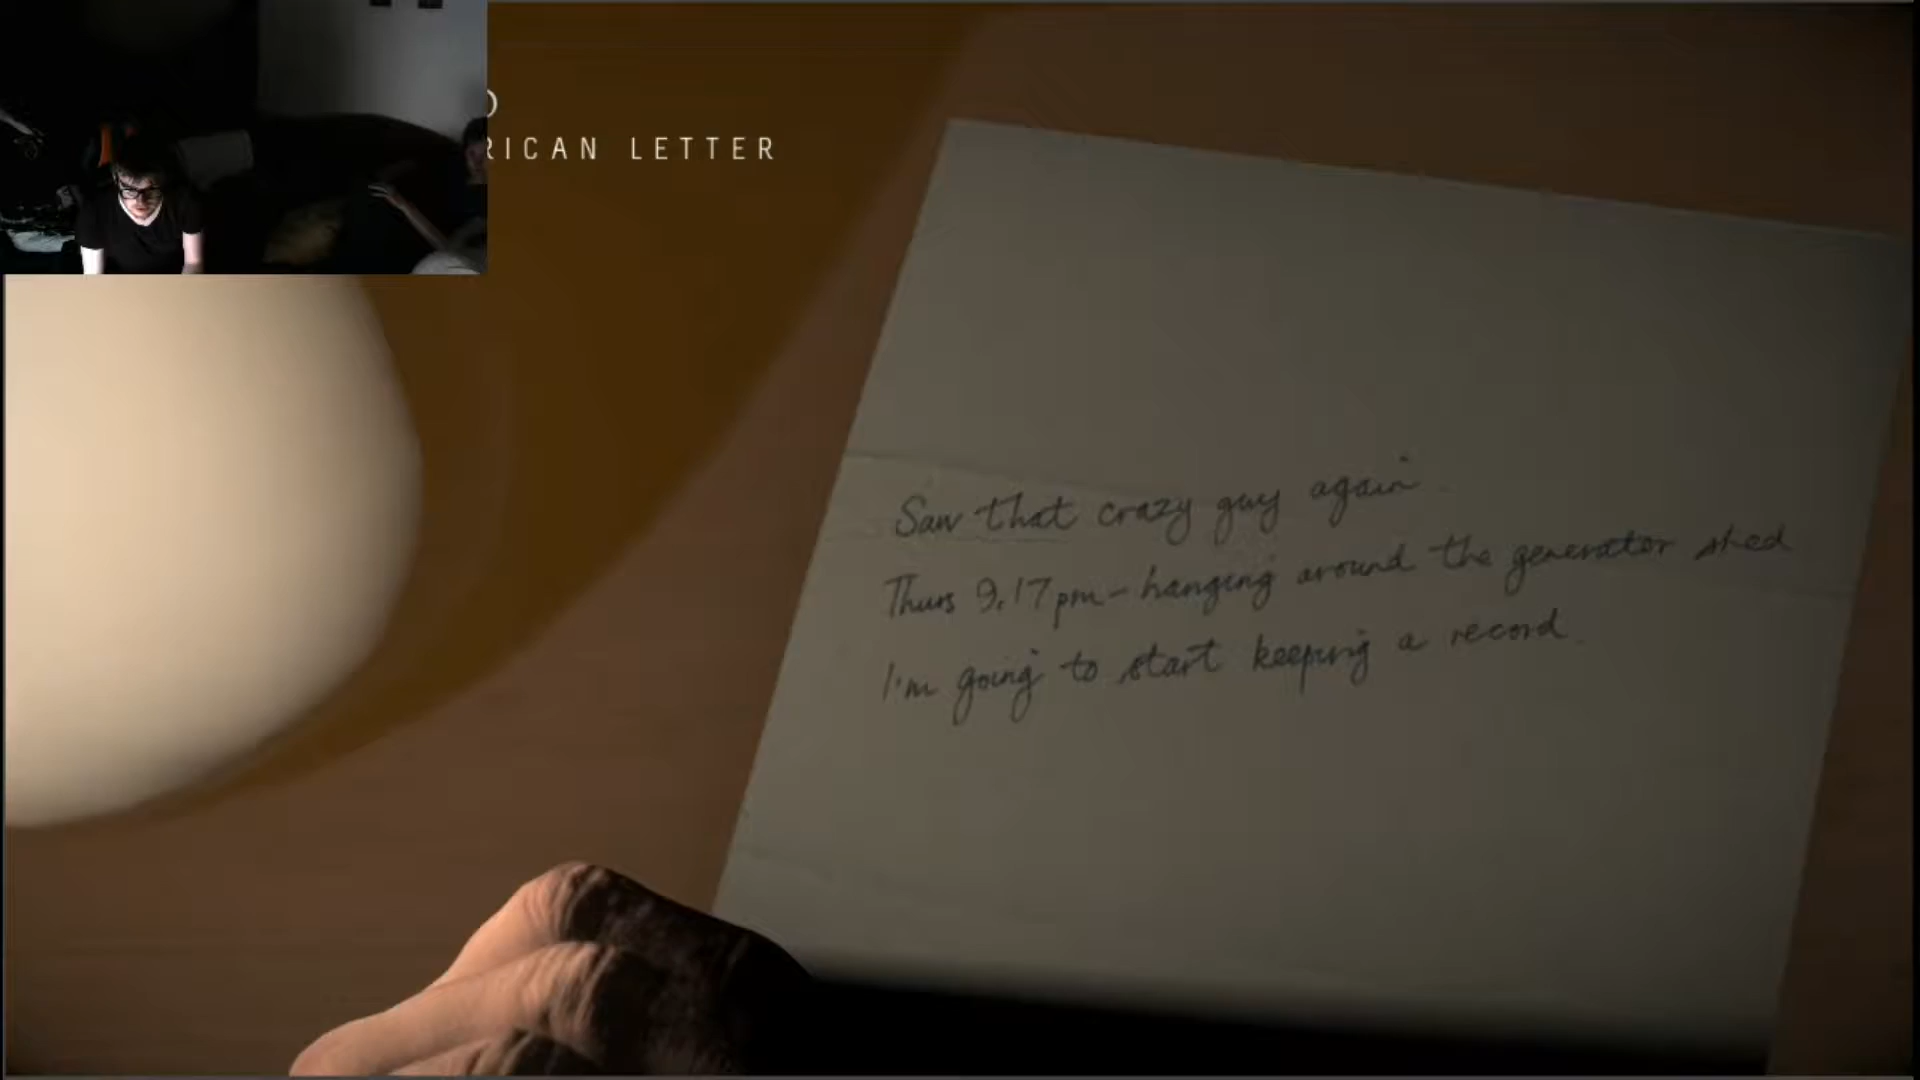 RICAN LETTER
Saw that crazy guy again.
Thurs 9.17pm - hanging around the generator shed
I'm going to start keeping a record.